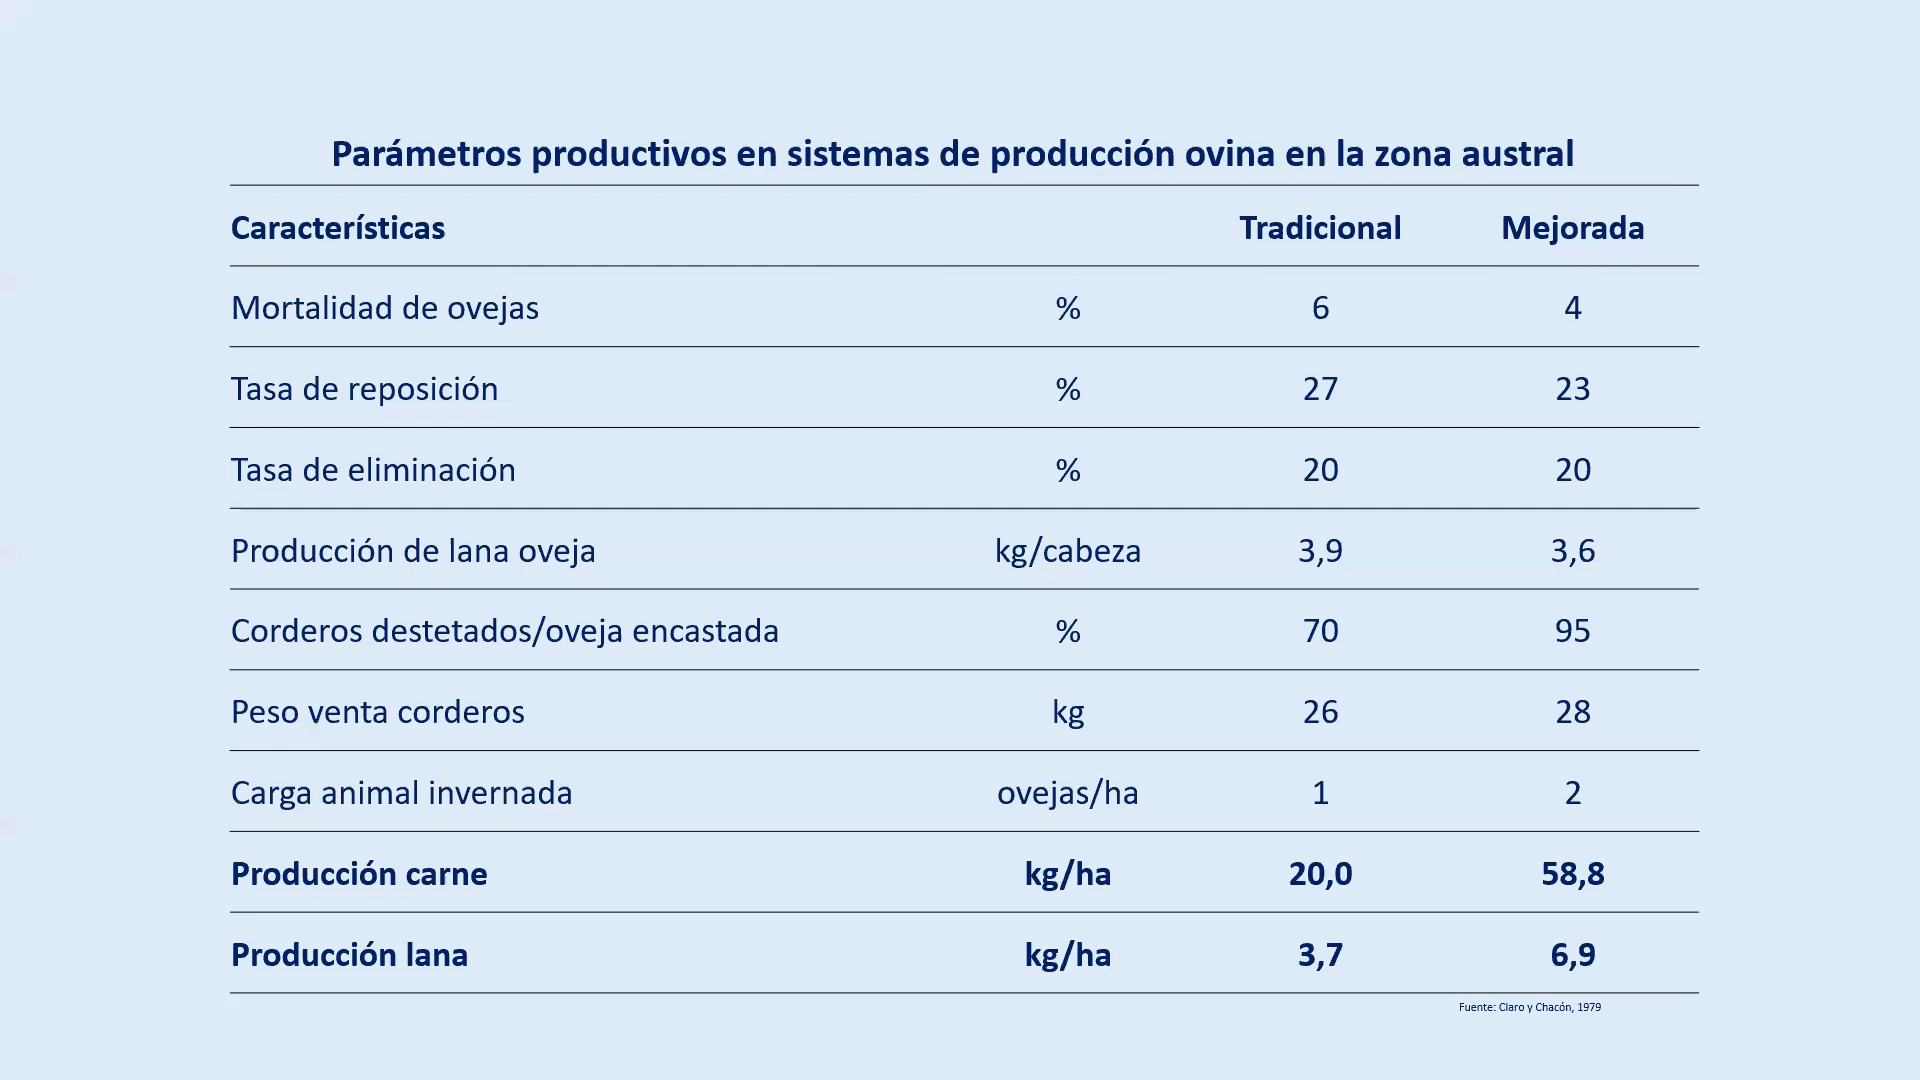 Parámetros productivos en sistemas de producción ovina en la zona austral
Características Tradicional Mejorada
Mortalidad de ovejas % 6 4
Tasa de reposición % 27 23
Tasa de eliminación % 20 20
Producción de lana oveja kg/cabeza 3,9 3,6
Corderos destetados/oveja encastada % 70 95
Peso venta corderos kg 26 28
Carga animal invernada ovejas/ha 1 2
Producción carne kg/ha 20,0 58,8
Producción lana kg/ha 3,7 6,9
Fuente: Claro y Chacón, 1979